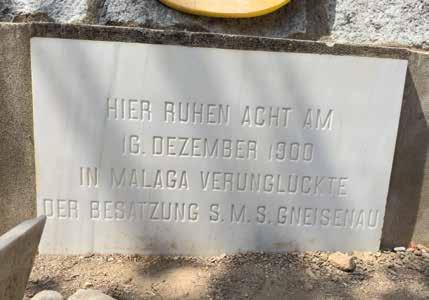 HIER RUHEN ACHT AM
16. DEZEMBER 1900
IN MALAGA VERUNGLUCKTE
DER BESATZUNG S.M.S. GNEISENAU